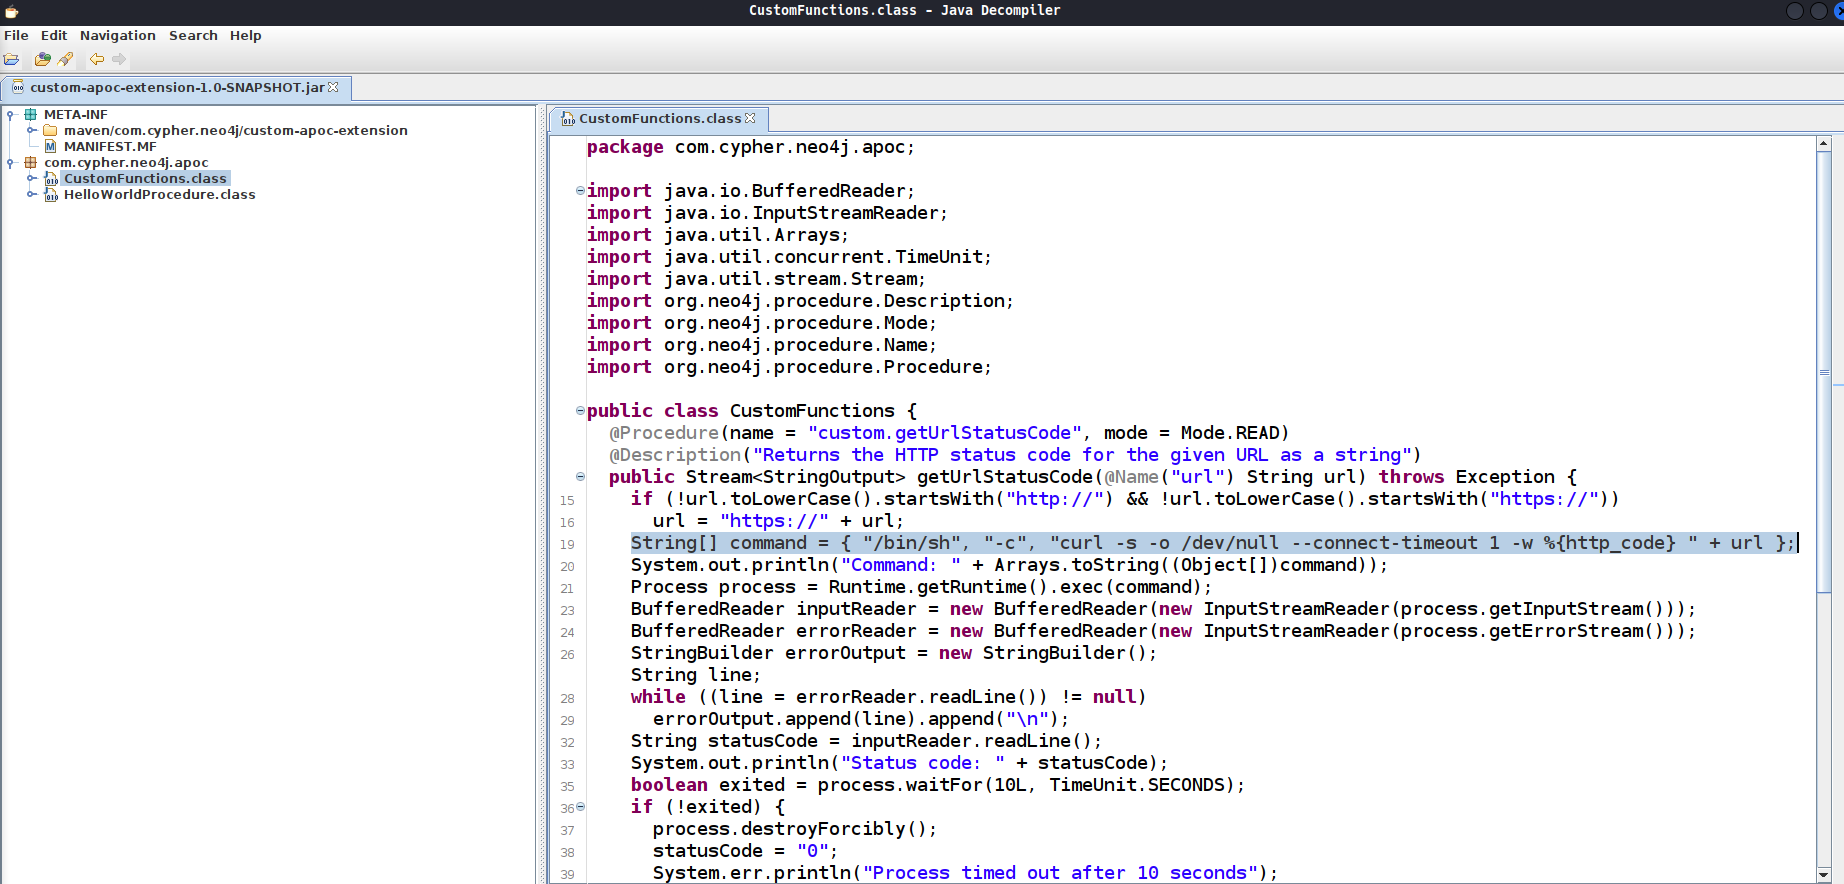 CustomFunctions.class - Java Decompiler
File Edit Navigation Search Help
custom-apoc-extension-1.0-SNAPSHOT.jar
META-INF
maven/com.cypher.neo4j/custom-apoc-extension
MANIFEST.MF
com.cypher.neo4j.apoc
CustomFunctions.class
HelloWorldProcedure.class
CustomFunctions.class
package com.cypher.neo4j.apoc;
import java.io.BufferedReader;
import java.io.InputStreamReader;
import java.util.Arrays;
import java.util.concurrent.TimeUnit;
import java.util.stream.Stream;
import org.neo4j.procedure.Description;
import org.neo4j.procedure.Mode;
import org.neo4j.procedure.Name;
import org.neo4j.procedure.Procedure;
public class CustomFunctions {
@Procedure(name = "custom.getUrlStatusCode", mode = Mode.READ)
@Description("Returns the HTTP status code for the given URL as a string")
public Stream<StringOutput> getUrlStatusCode(@Name("url") String url) throws Exception {
15 if (!url.toLowerCase().startsWith("http://") && !url.toLowerCase().startsWith("https://"))
16 url = "https://" + url;
19 String[] command = { "/bin/sh", "-c", "curl -s -o /dev/null --connect-timeout 1 -w %{http_code} " + url };
20 System.out.println("Command: " + Arrays.toString((Object[])command));
21 Process process = Runtime.getRuntime().exec(command);
23 BufferedReader inputReader = new BufferedReader(new InputStreamReader(process.getInputStream()));
24 BufferedReader errorReader = new BufferedReader(new InputStreamReader(process.getErrorStream()));
26 StringBuilder errorOutput = new StringBuilder();
String line;
28 while ((line = errorReader.readLine()) != null)
29 errorOutput.append(line).append("\n");
32 String statusCode = inputReader.readLine();
33 System.out.println("Status code: " + statusCode);
35 boolean exited = process.waitFor(10L, TimeUnit.SECONDS);
36 if (!exited) {
37 process.destroyForcibly();
38 statusCode = "0";
39 System.err.println("Process timed out after 10 seconds");